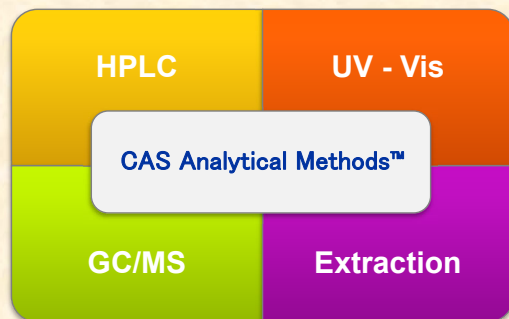 HPLC
UV - Vis
CAS Analytical Methods™
GC/MS
Extraction